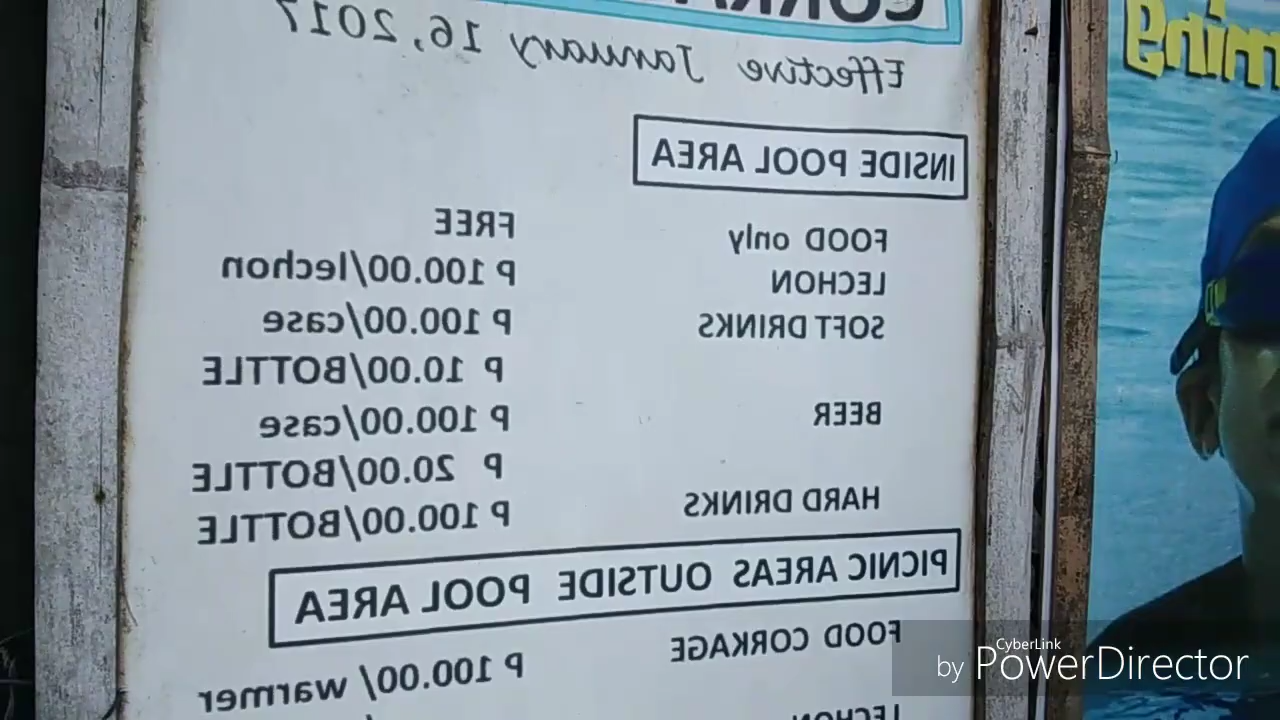 Effective January 16, 2017
INSIDE POOL AREA
FOOD only FREE
LECHON P 100.00/lechon
SOFT DRINKS P 100.00/case
P 10.00/BOTTLE
BEER P 100.00/case
P 20.00/BOTTLE
HARD DRINKS P 100.00/BOTTLE
PICNIC AREAS OUTSIDE POOL AREA
FOOD CORKAGE P 100.00/ warmer
LECHON
CyberLink
by PowerDirector